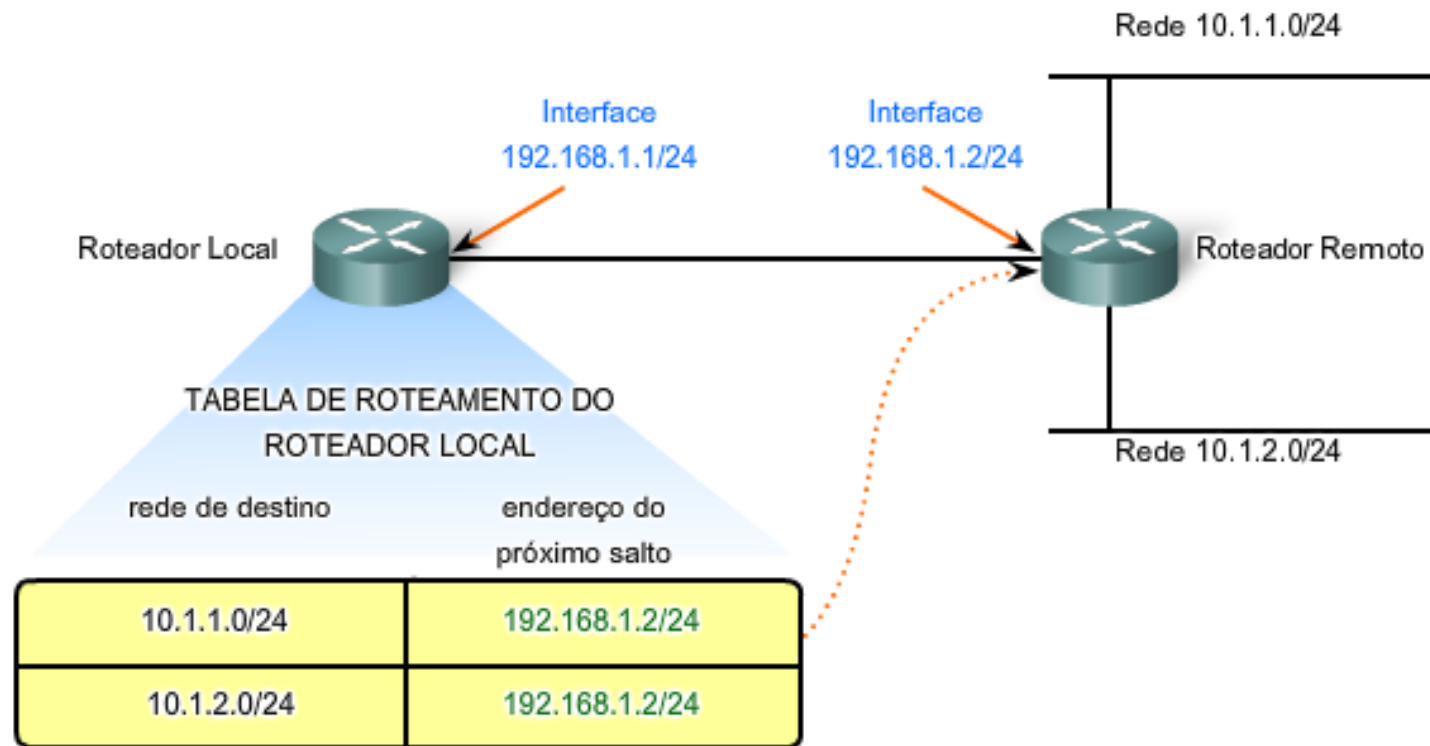 Rede 10.1.1.0/24
Interface
192.168.1.1/24
Interface
192.168.1.2/24
Roteador Local
Roteador Remoto
TABELA DE ROTEAMENTO DO
ROTEADOR LOCAL
Rede 10.1.2.0/24
rede de destino
endereço do
próximo salto
10.1.1.0/24
192.168.1.2/24
10.1.2.0/24
192.168.1.2/24